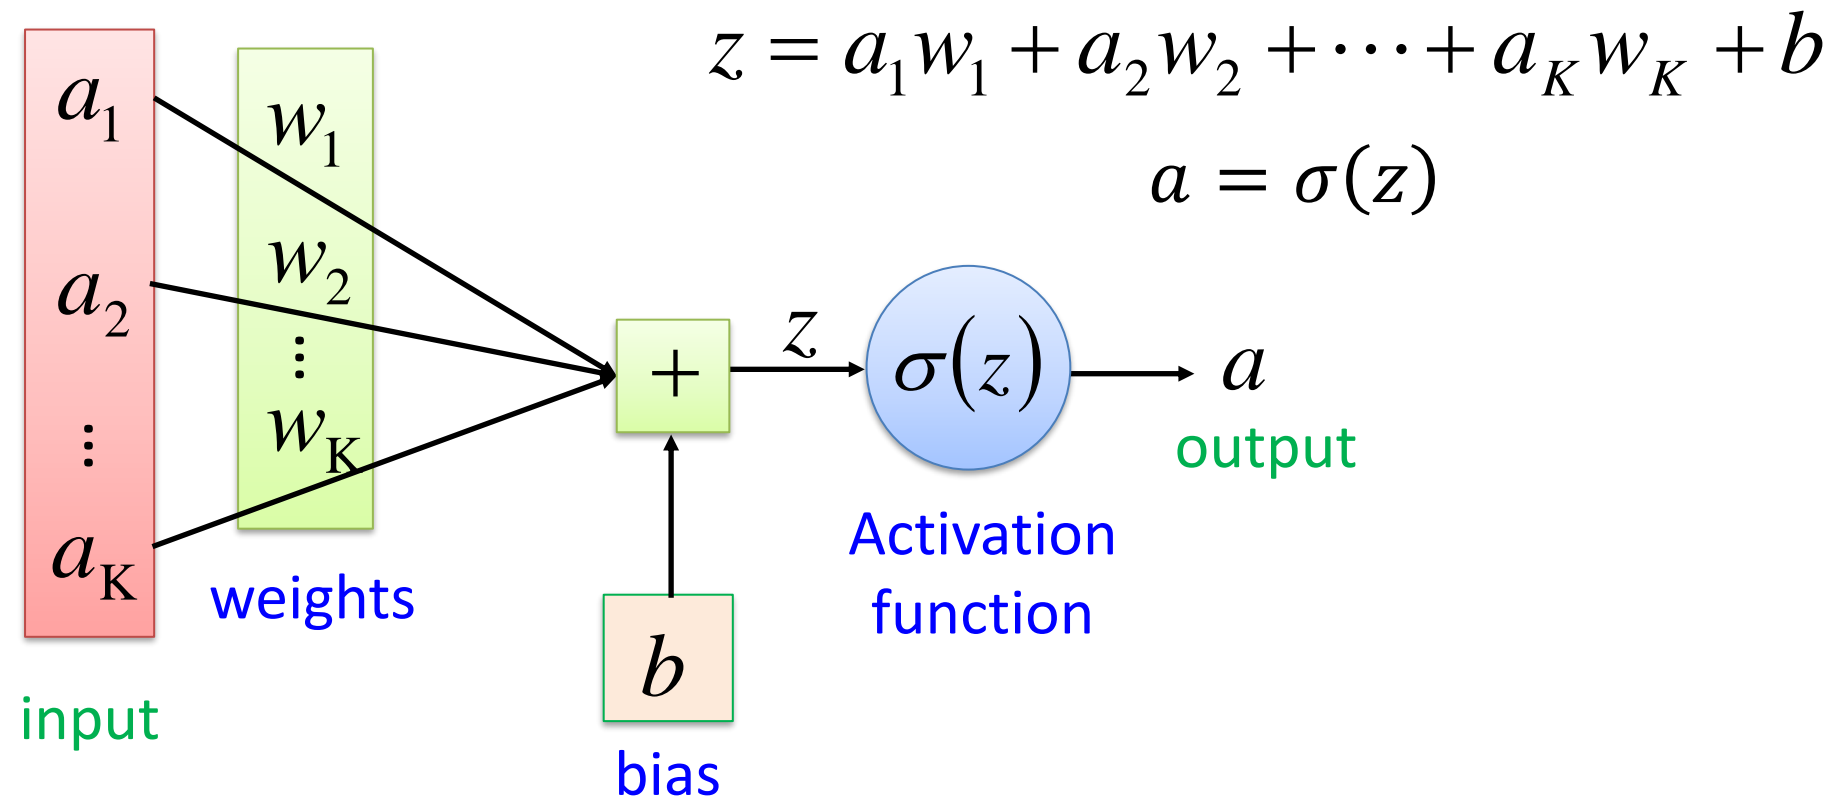 z = a₁w₁ + a₂w₂ + ⋯ + a_K w_K + b
a = σ(z)
a₁
a₂
⋮
a_K
w₁
w₂
⋮
w_K
+
z
σ(z)
a
output
Activation
function
weights
input
b
bias